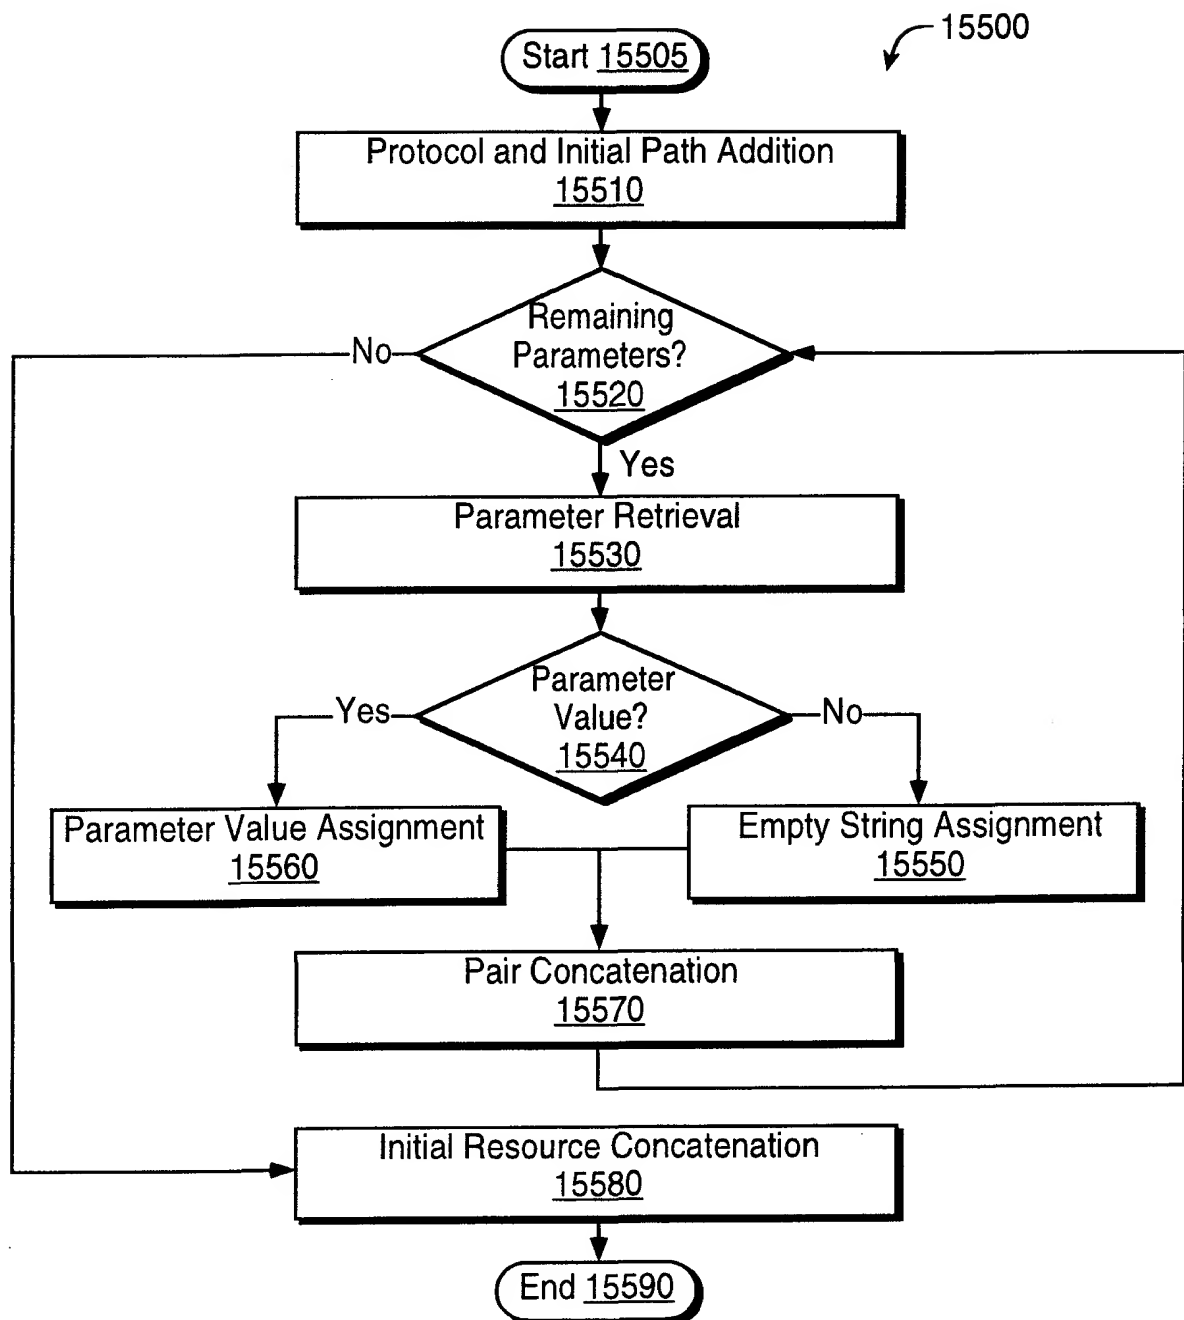 15500
Start 15505
Protocol and Initial Path Addition
15510
Remaining
Parameters?
15520
No
Yes
Parameter Retrieval
15530
Parameter
Value?
15540
Yes
No
Parameter Value Assignment
15560
Empty String Assignment
15550
Pair Concatenation
15570
Initial Resource Concatenation
15580
End 15590